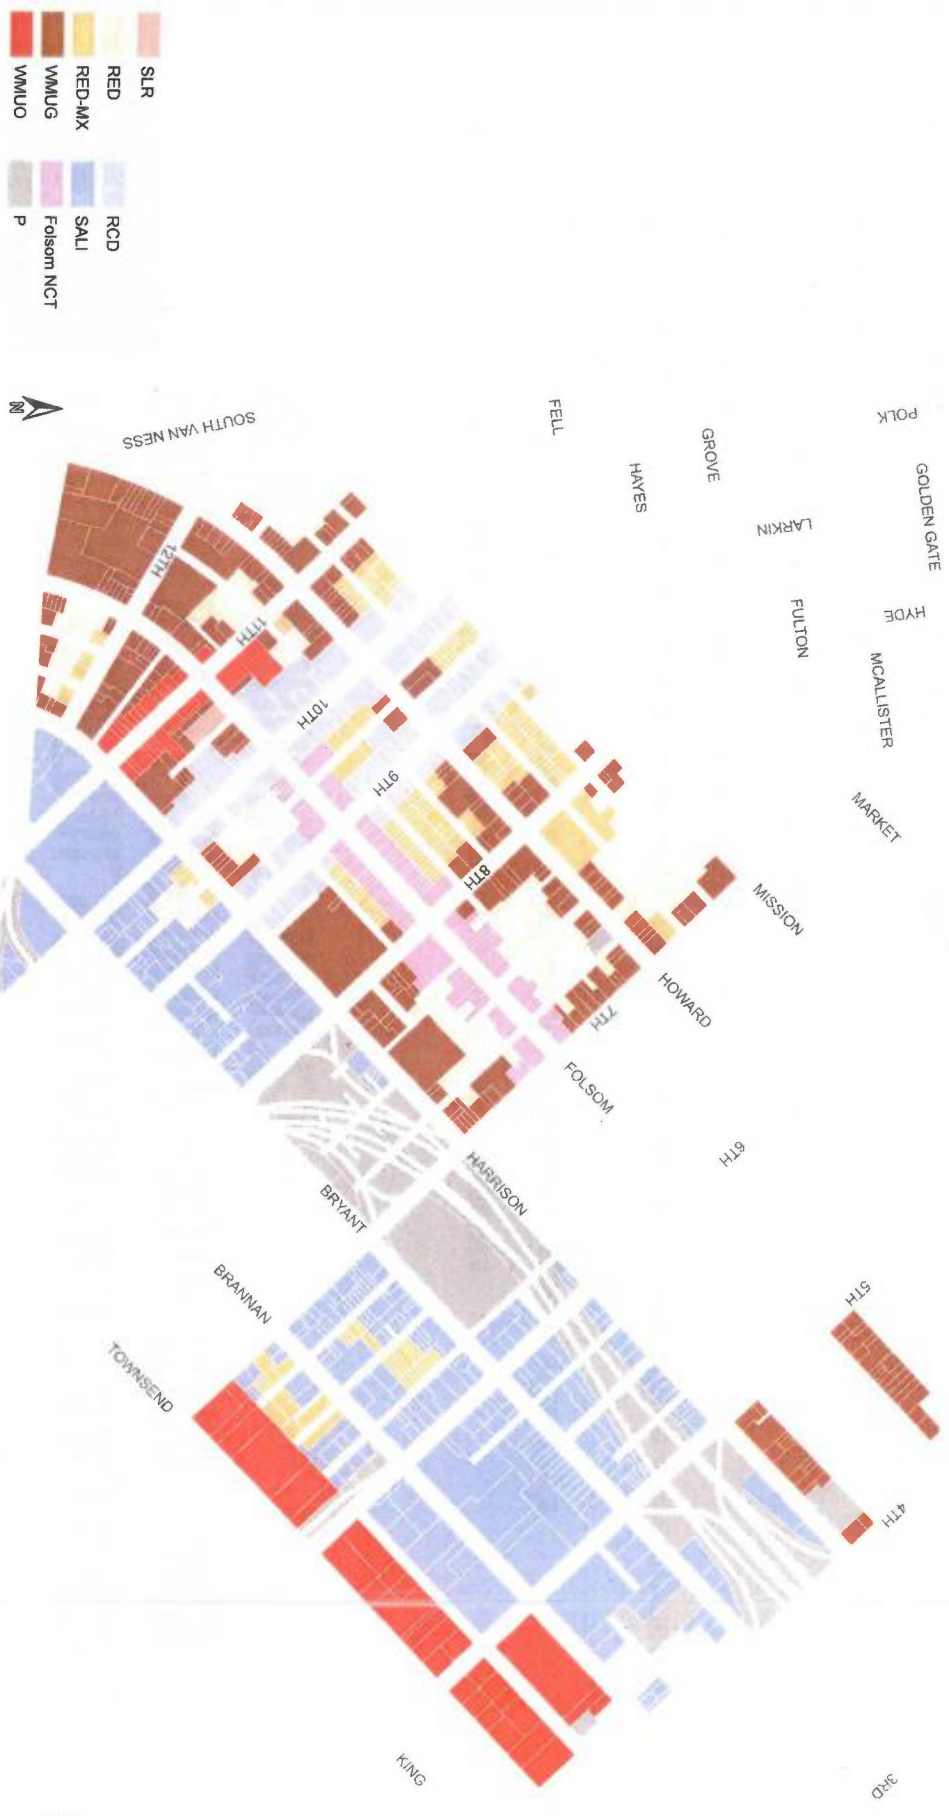 SLR
RED
RED-MX
WMUG
WMUO
RCD
SALI
Folsom NCT
P
N
POLK
GOLDEN GATE
LARKIN
HYDE
GROVE
FELL
HAYES
FULTON
MCALLISTER
MARKET
SOUTH VAN NESS
12TH
11TH
10TH
9TH
8TH
7TH
6TH
5TH
4TH
3RD
MISSION
HOWARD
FOLSOM
HARRISON
BRYANT
BRANNAN
TOWNSEND
KING